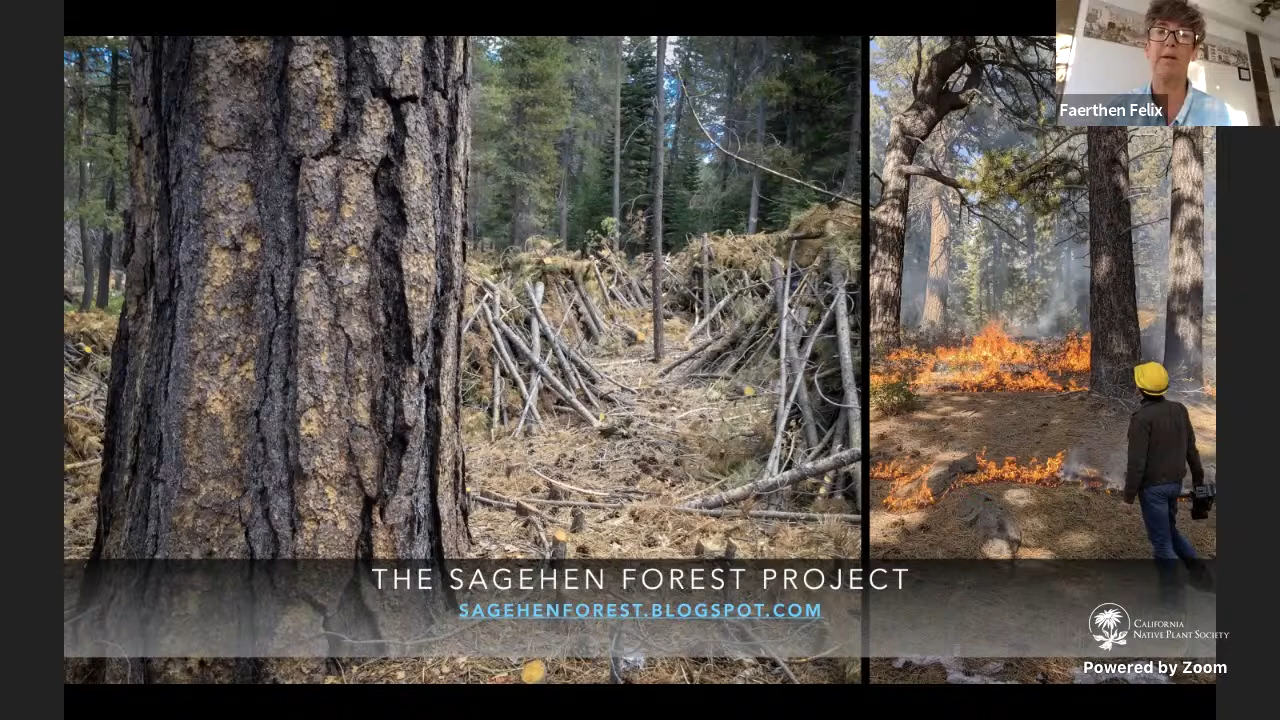 Faerthen Felix
THE SAGEHEN FOREST PROJECT
SAGEHENFOREST.BLOGSPOT.COM
CALIFORNIA
NATIVE PLANT SOCIETY
Powered by Zoom